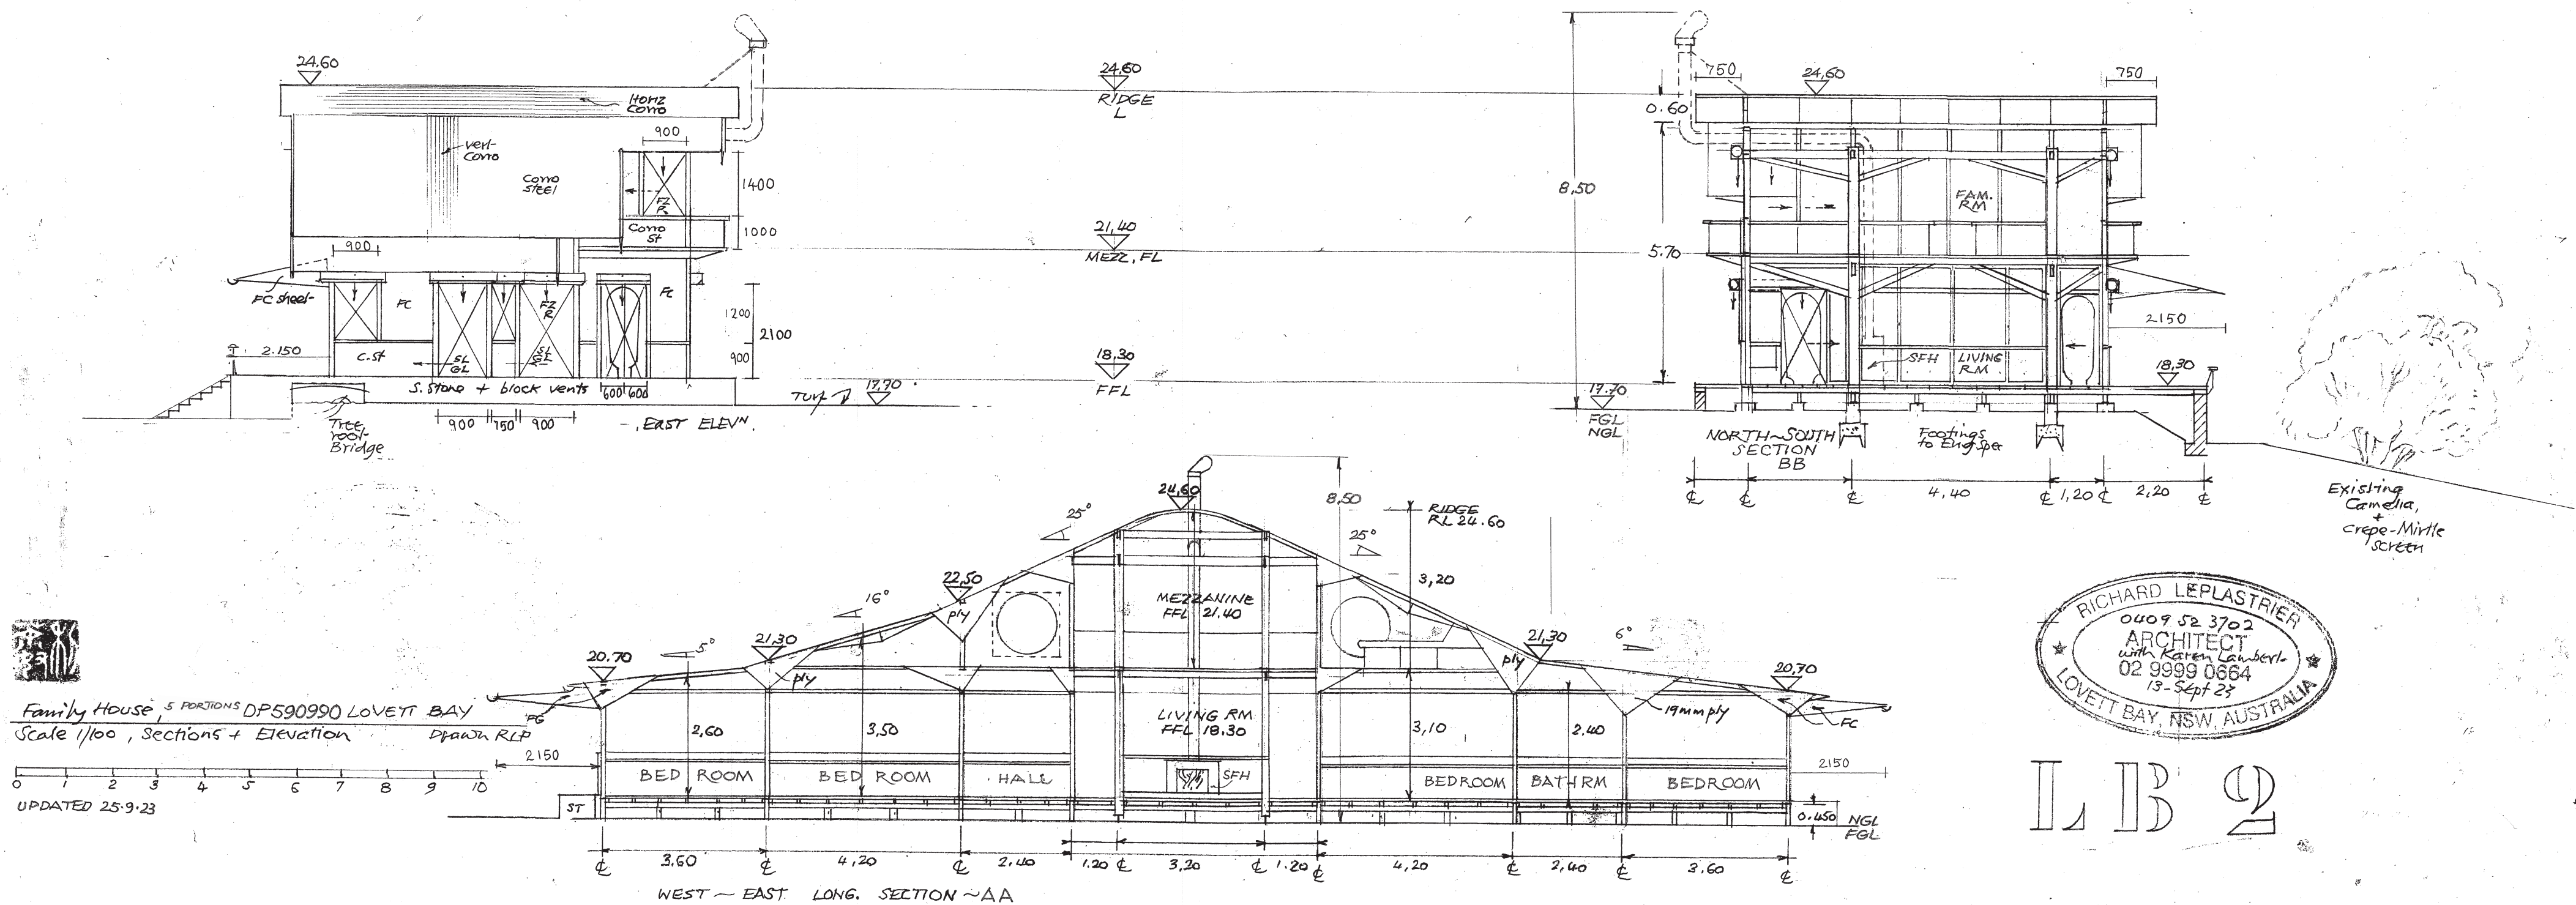 24.60
Horiz
Corro
vert-
Corro
Corro
STEEL
900
FZ
R
1400
Corro
St
1000
900
FC sheet-
FC
FZ
R
FC
1200
2100
900
2.150
C.St
SL
GL
SL
GL
S.Stone + block vents
600 600
Tree
root-
Bridge
900 750 900
EAST ELEVN.
TURF
17.70
24,60
RIDGE
L
21,40
MEZZ, FL
18,30
FFL
8,50
750
24,60
750
0.60
5.70
FAM.
RM
SFH
LIVING
RM
2150
18,30
17.70
FGL
NGL
NORTH~SOUTH
SECTION
BB
Footings
to Eng spec
4,40
1,20
2,20
Existing
Camelia,
+
crepe-Mirtle
screen
24,60
8,50
RIDGE
RL 24.60
25°
25°
3,20
22,50
16°
ply
MEZZANINE
FFL 21.40
21,30
5°
20.70
ply
21,30
ply
6°
20,70
FG
19mm ply
FC
2,60
3,50
LIVING RM
FFL 18.30
3,10
2,40
2150
2150
BED ROOM
BED ROOM
HALL
SFH
BEDROOM
BATHRM
BEDROOM
ST
0.450
NGL
FGL
3,60
4,20
2,40
1.20
3,20
1.20
4,20
2,40
3.60
WEST ~ EAST LONG. SECTION ~AA
Family House, 5 PORTIONS DP590990 LOVETT BAY
Scale 1/100, Sections + Elevation Drawn RLP
0 1 2 3 4 5 6 7 8 9 10
UPDATED 25.9.23
RICHARD LEPLASTRIER
0409 52 3702
ARCHITECT
with Karen Lambert
02 9999 0664
13-Sept 23
LOVETT BAY, NSW, AUSTRALIA
LB 2